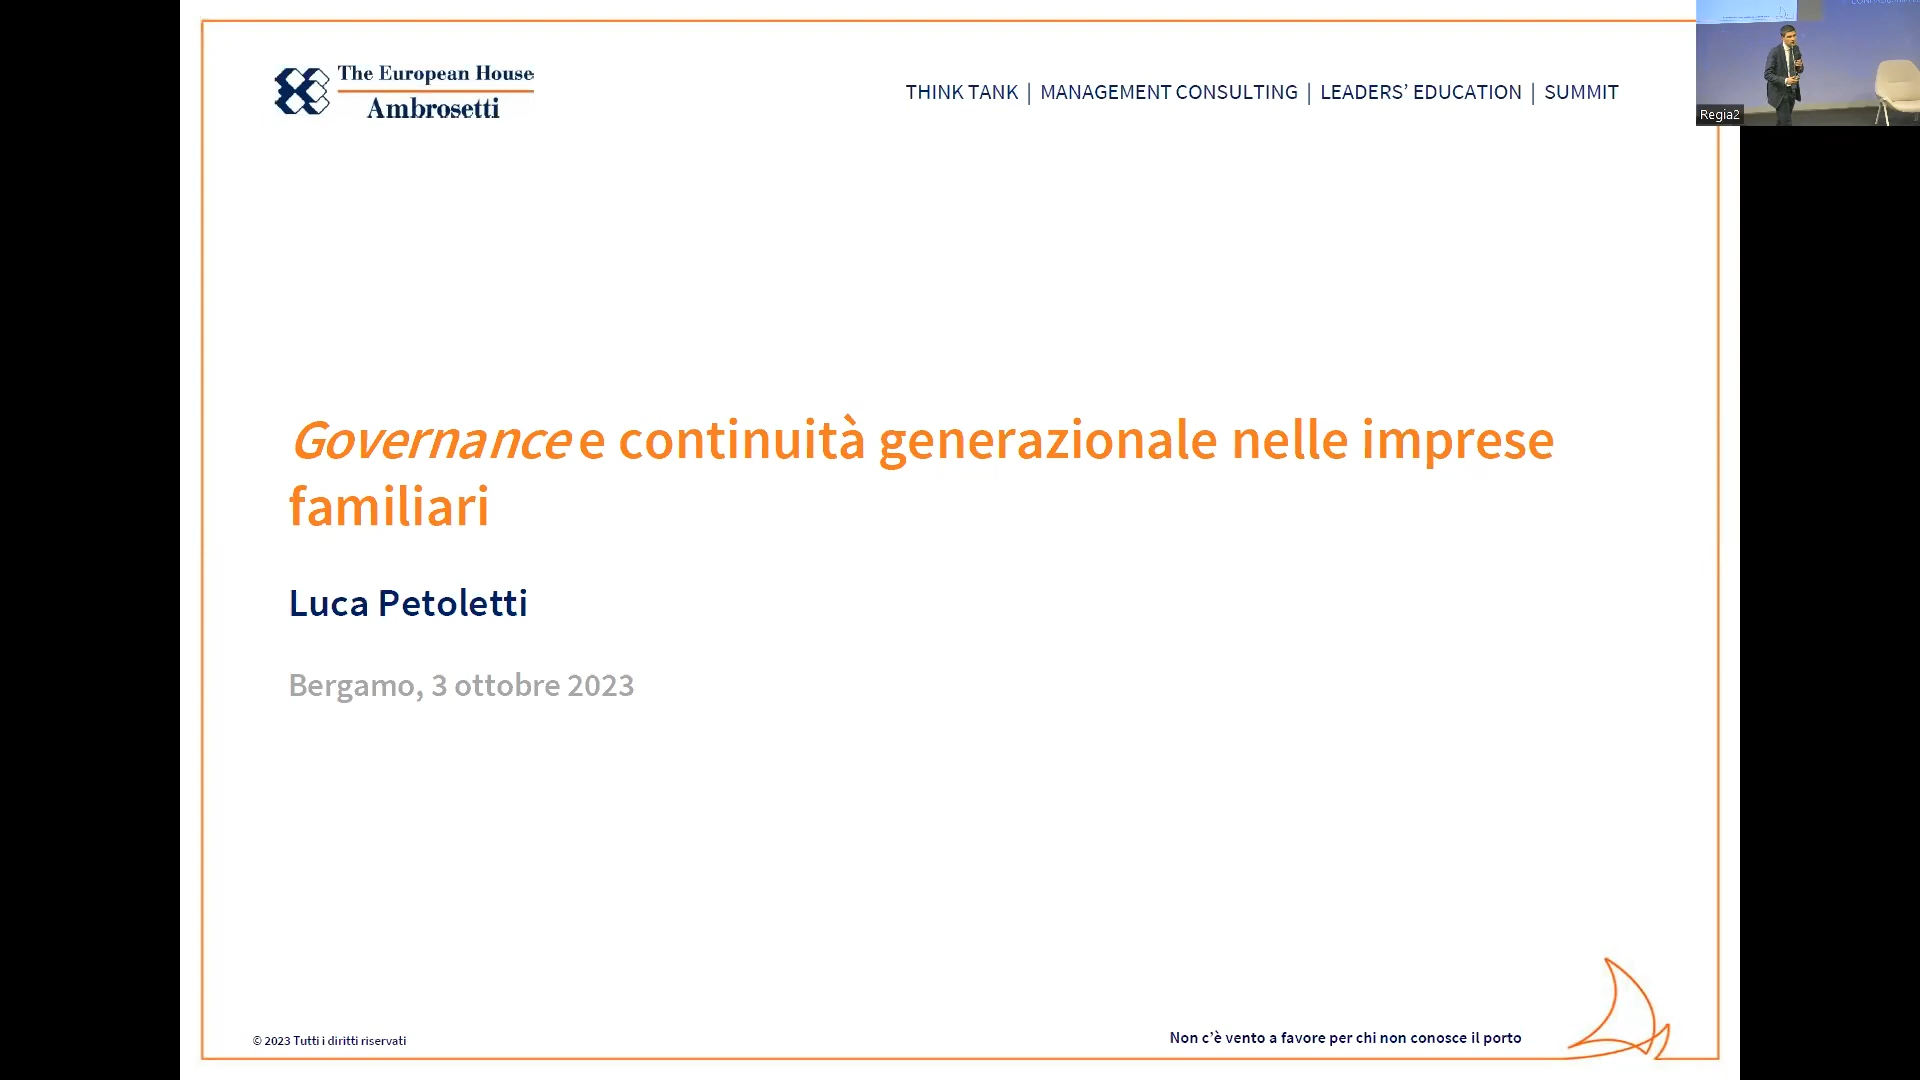 The European House
Ambrosetti
THINK TANK | MANAGEMENT CONSULTING | LEADERS’ EDUCATION | SUMMIT
Regia2
Governance e continuità generazionale nelle imprese
familiari
Luca Petoletti
Bergamo, 3 ottobre 2023
© 2023 Tutti i diritti riservati
Non c’è vento a favore per chi non conosce il porto